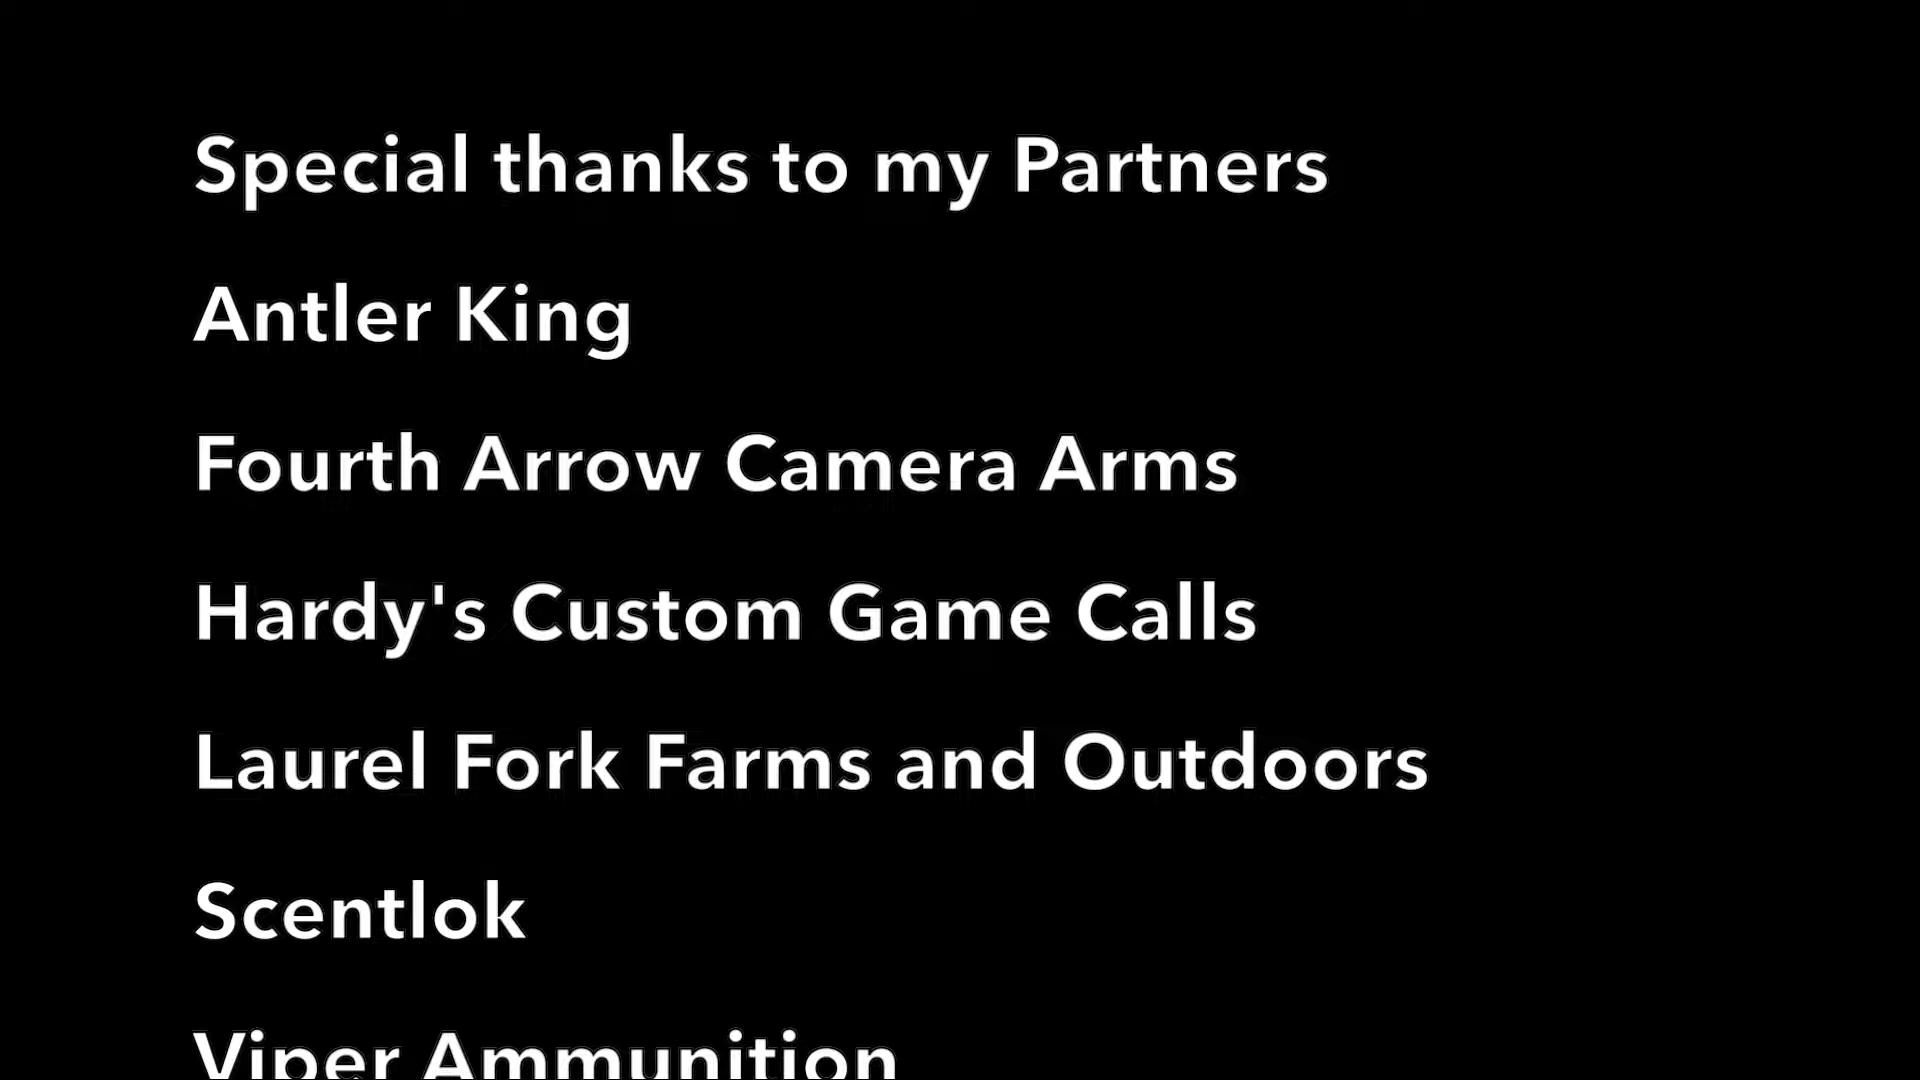 Special thanks to my Partners
Antler King
Fourth Arrow Camera Arms
Hardy's Custom Game Calls
Laurel Fork Farms and Outdoors
Scentlok
Viper Ammunition